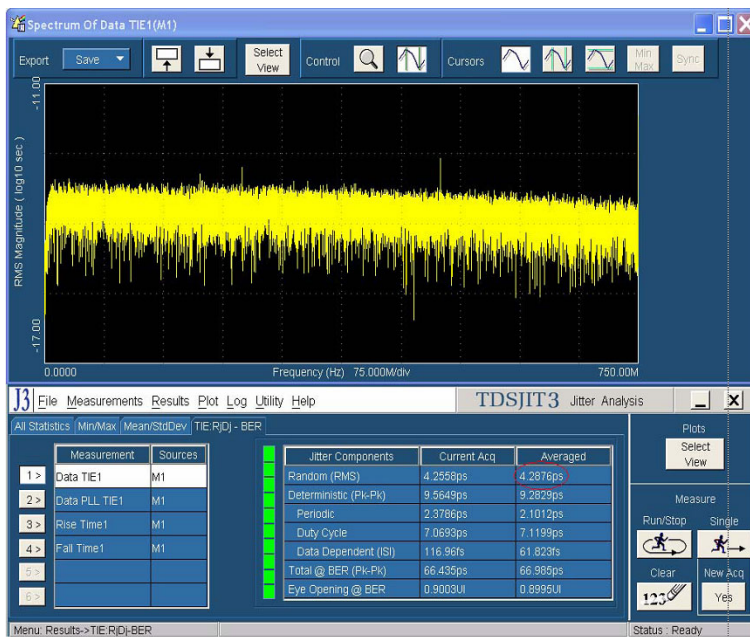 Spectrum Of Data TIE1(M1)
Export Save Select View Control Cursors Min Max Sync
-11.00
RMS Magnitude ( log10 sec )
-17.00
0.0000 Frequency (Hz) 75.000M/div 750.00M
J3 File Measurements Results Plot Log Utility Help TDSJIT3 Jitter Analysis
All Statistics Min/Max Mean/StdDev TIE:RjDj - BER
Measurement Sources
1 > Data TIE1 M1
2 > Data PLL TIE1 M1
3 > Rise Time1 M1
4 > Fall Time1 M1
5 >
6 >
Jitter Components Current Acq Averaged
Random (RMS) 4.2558ps 4.2876ps
Deterministic (Pk-Pk) 9.5649ps 9.2829ps
Periodic 2.3786ps 2.1012ps
Duty Cycle 7.0693ps 7.1199ps
Data Dependent (ISI) 116.96fs 61.823fs
Total @ BER (Pk-Pk) 66.435ps 66.985ps
Eye Opening @ BER 0.9003UI 0.8995UI
Plots
Select View
Measure
Run/Stop Single
Clear New Acq
123 Yes
Menu: Results->TIE:RjDj-BER Status : Ready